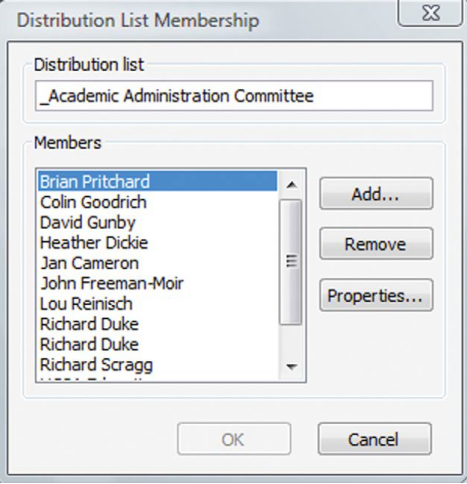 Distribution List Membership
Distribution list
_Academic Administration Committee
Members
Brian Pritchard
Colin Goodrich
David Gunby
Heather Dickie
Jan Cameron
John Freeman-Moir
Lou Reinisch
Richard Duke
Richard Duke
Richard Scragg
Add...
Remove
Properties...
OK
Cancel